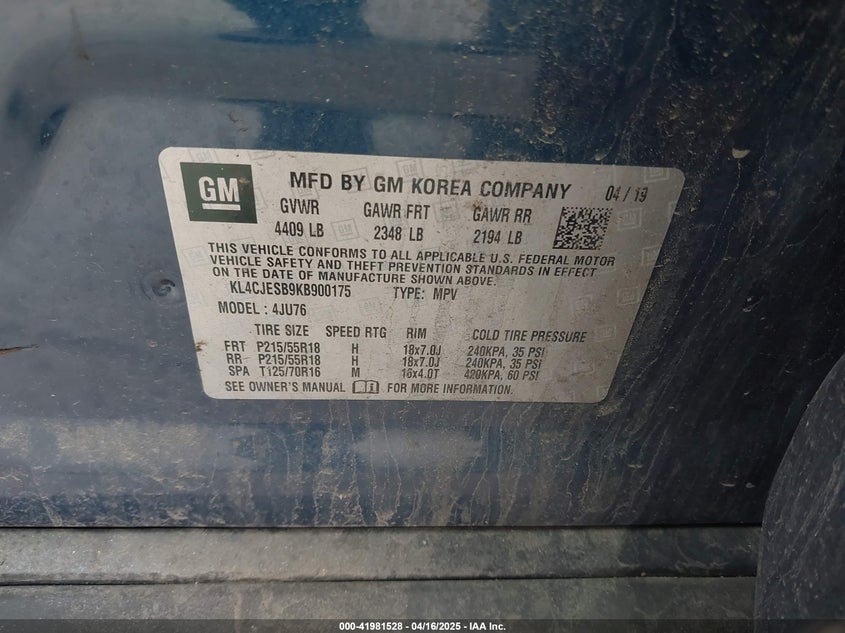 GM
MFD BY GM KOREA COMPANY 04 / 19
GVWR GAWR FRT GAWR RR
4409 LB 2348 LB 2194 LB
THIS VEHICLE CONFORMS TO ALL APPLICABLE U.S. FEDERAL MOTOR
VEHICLE SAFETY AND THEFT PREVENTION STANDARDS IN EFFECT
ON THE DATE OF MANUFACTURE SHOWN ABOVE.
KL4CJESB9KB900175 TYPE: MPV
MODEL : 4JU76
TIRE SIZE SPEED RTG RIM COLD TIRE PRESSURE
FRT P215/55R18 H 18x7.0J 240KPA, 35 PSI
RR P215/55R18 H 18x7.0J 240KPA, 35 PSI
SPA T125/70R16 M 16x4.0T 420KPA, 60 PSI
SEE OWNER'S MANUAL FOR MORE INFORMATION.
000-41981528 - 04/16/2025 - IAA Inc.